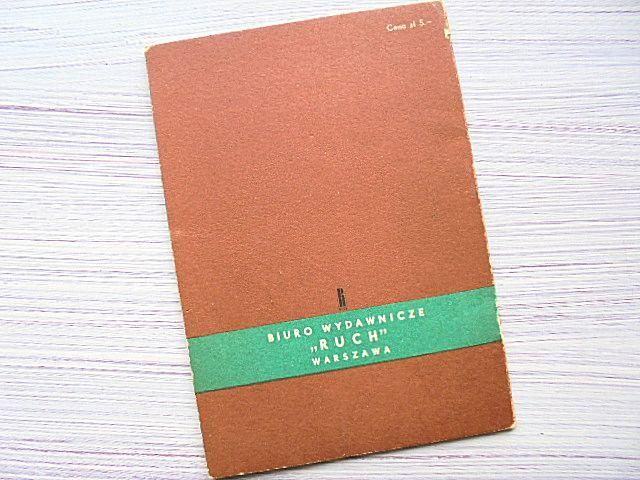 Cena zł 5.–
BIURO WYDAWNICZE
„RUCH”
WARSZAWA